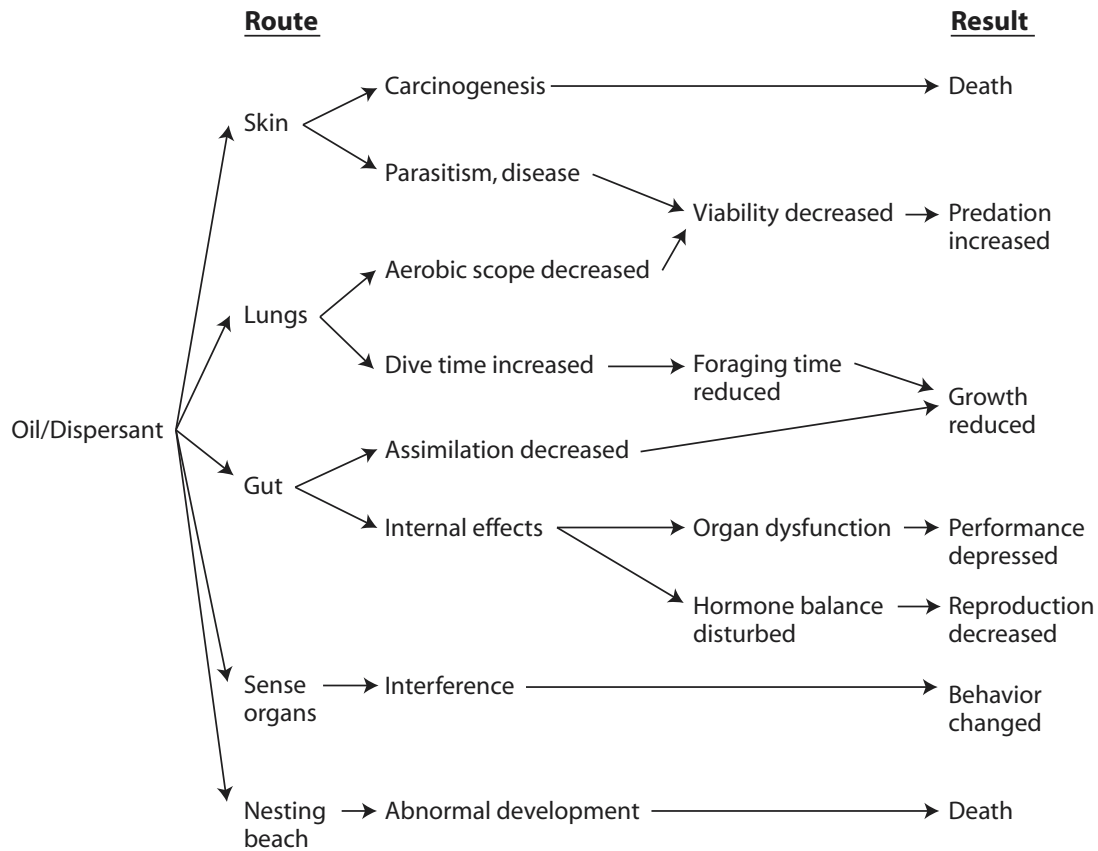 Route
Result
Carcinogenesis
Death
Skin
Parasitism, disease
Viability decreased
Predation
increased
Aerobic scope decreased
Lungs
Dive time increased
Foraging time
reduced
Growth
reduced
Oil/Dispersant
Assimilation decreased
Gut
Internal effects
Organ dysfunction
Performance
depressed
Hormone balance
disturbed
Reproduction
decreased
Sense
organs
Interference
Behavior
changed
Nesting
beach
Abnormal development
Death